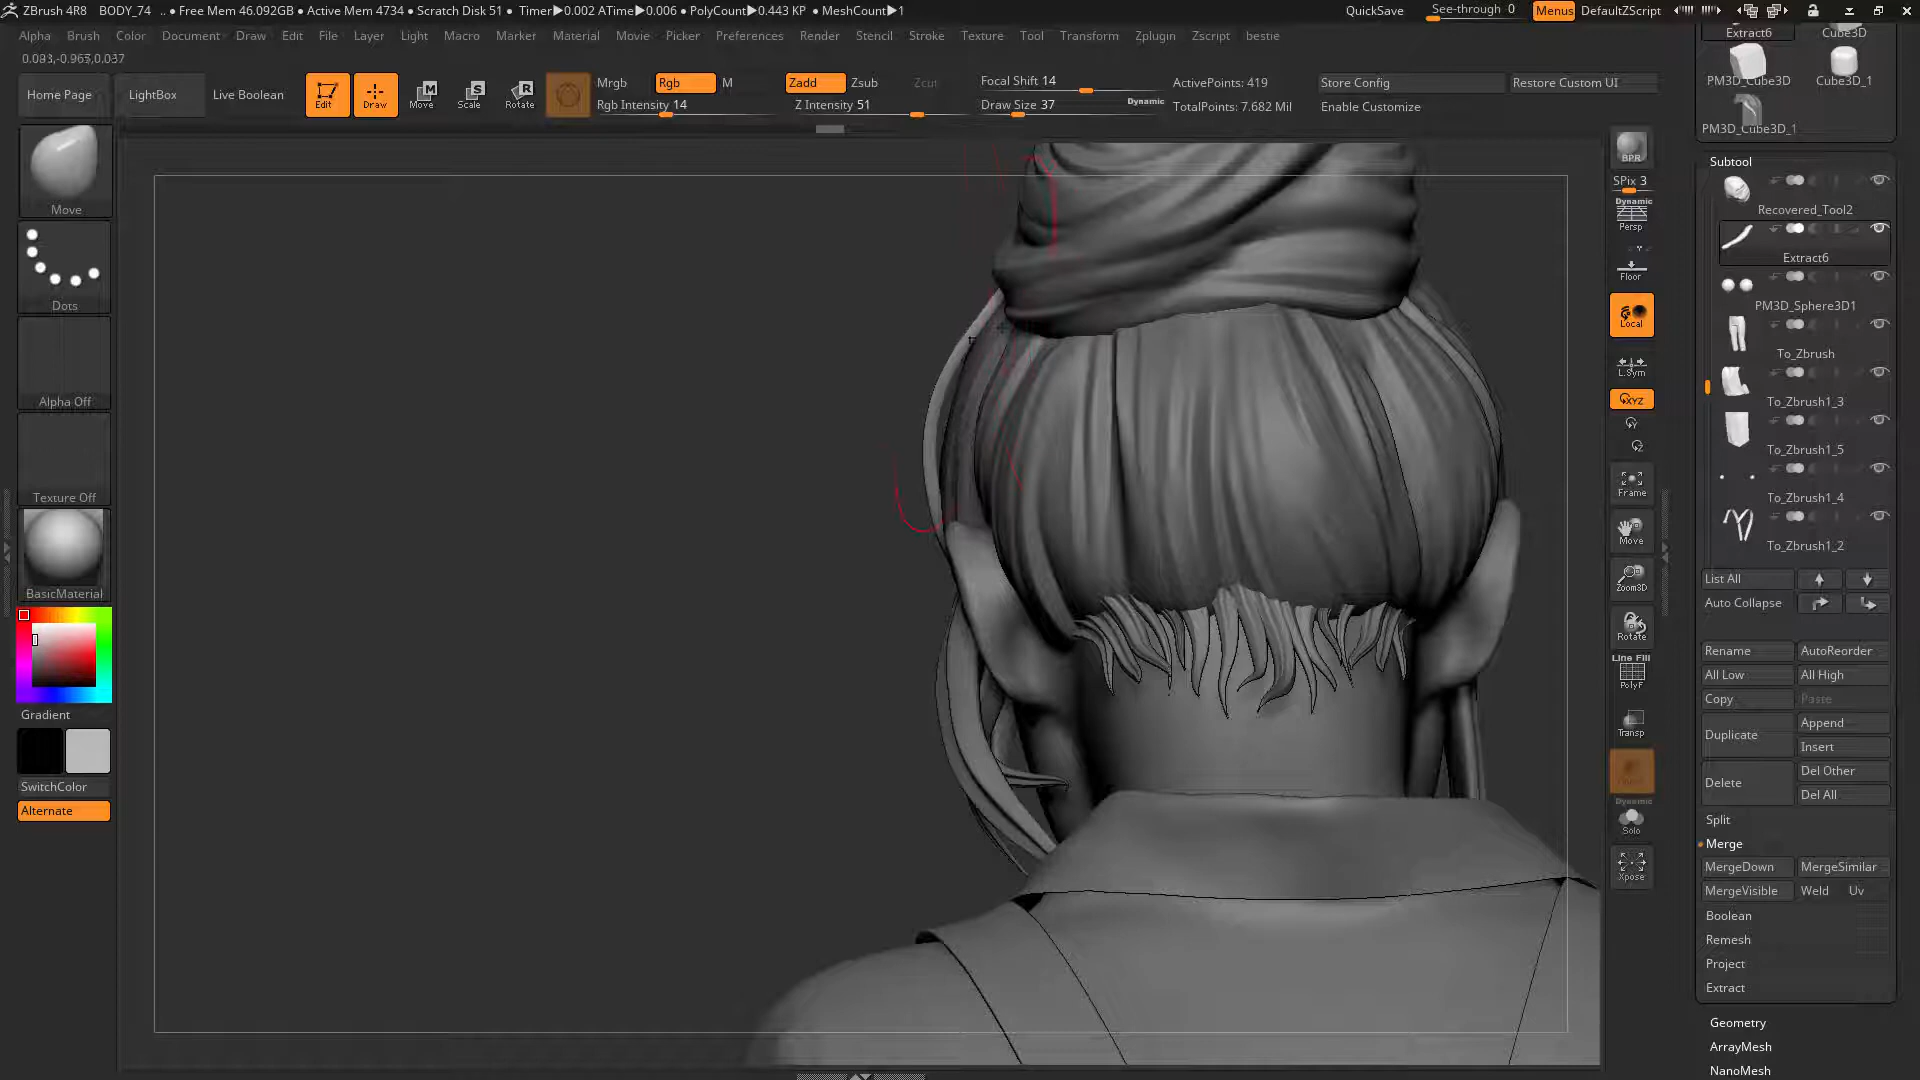 ZBrush 4R8 BODY_74 .. • Free Mem 46.092GB • Active Mem 4734 • Scratch Disk 51 • Timer▶0.002 ATime▶0.006 • PolyCount▶0.443 KP • MeshCount▶1 QuickSave See-through 0 Menus DefaultZScript
Alpha Brush Color Document Draw Edit File Layer Light Macro Marker Material Movie Picker Preferences Render Stencil Stroke Texture Tool Transform Zplugin Zscript bestie
0.083,-0.965,0.037
Home Page LightBox Live Boolean Edit Draw Move Scale Rotate
Mrgb Rgb M Zadd Zsub Zcut Focal Shift 14 ActivePoints: 419 Store Config Restore Custom UI
Rgb Intensity 14 Z Intensity 51 Draw Size 37 Dynamic TotalPoints: 7.682 Mil Enable Customize
Move
Dots
Alpha Off
Texture Off
BasicMaterial
Gradient
SwitchColor
Alternate
BPR
SPix 3
Dynamic
Persp
Floor
Local
L.Sym
XYZ
Frame
Move
Zoom3D
Rotate
Line Fill
PolyF
Transp
Dynamic
Solo
Xpose
Extract6 Cube3D
PM3D_Cube3D Cube3D_1
PM3D_Cube3D_1
Subtool
Recovered_Tool2
Extract6
PM3D_Sphere3D1
To_Zbrush
To_Zbrush1_3
To_Zbrush1_5
To_Zbrush1_4
To_Zbrush1_2
List All
Auto Collapse
Rename AutoReorder
All Low All High
Copy Paste
Duplicate Append
Insert
Delete Del Other
Del All
Split
Merge
MergeDown MergeSimilar
MergeVisible Weld Uv
Boolean
Remesh
Project
Extract
Geometry
ArrayMesh
NanoMesh